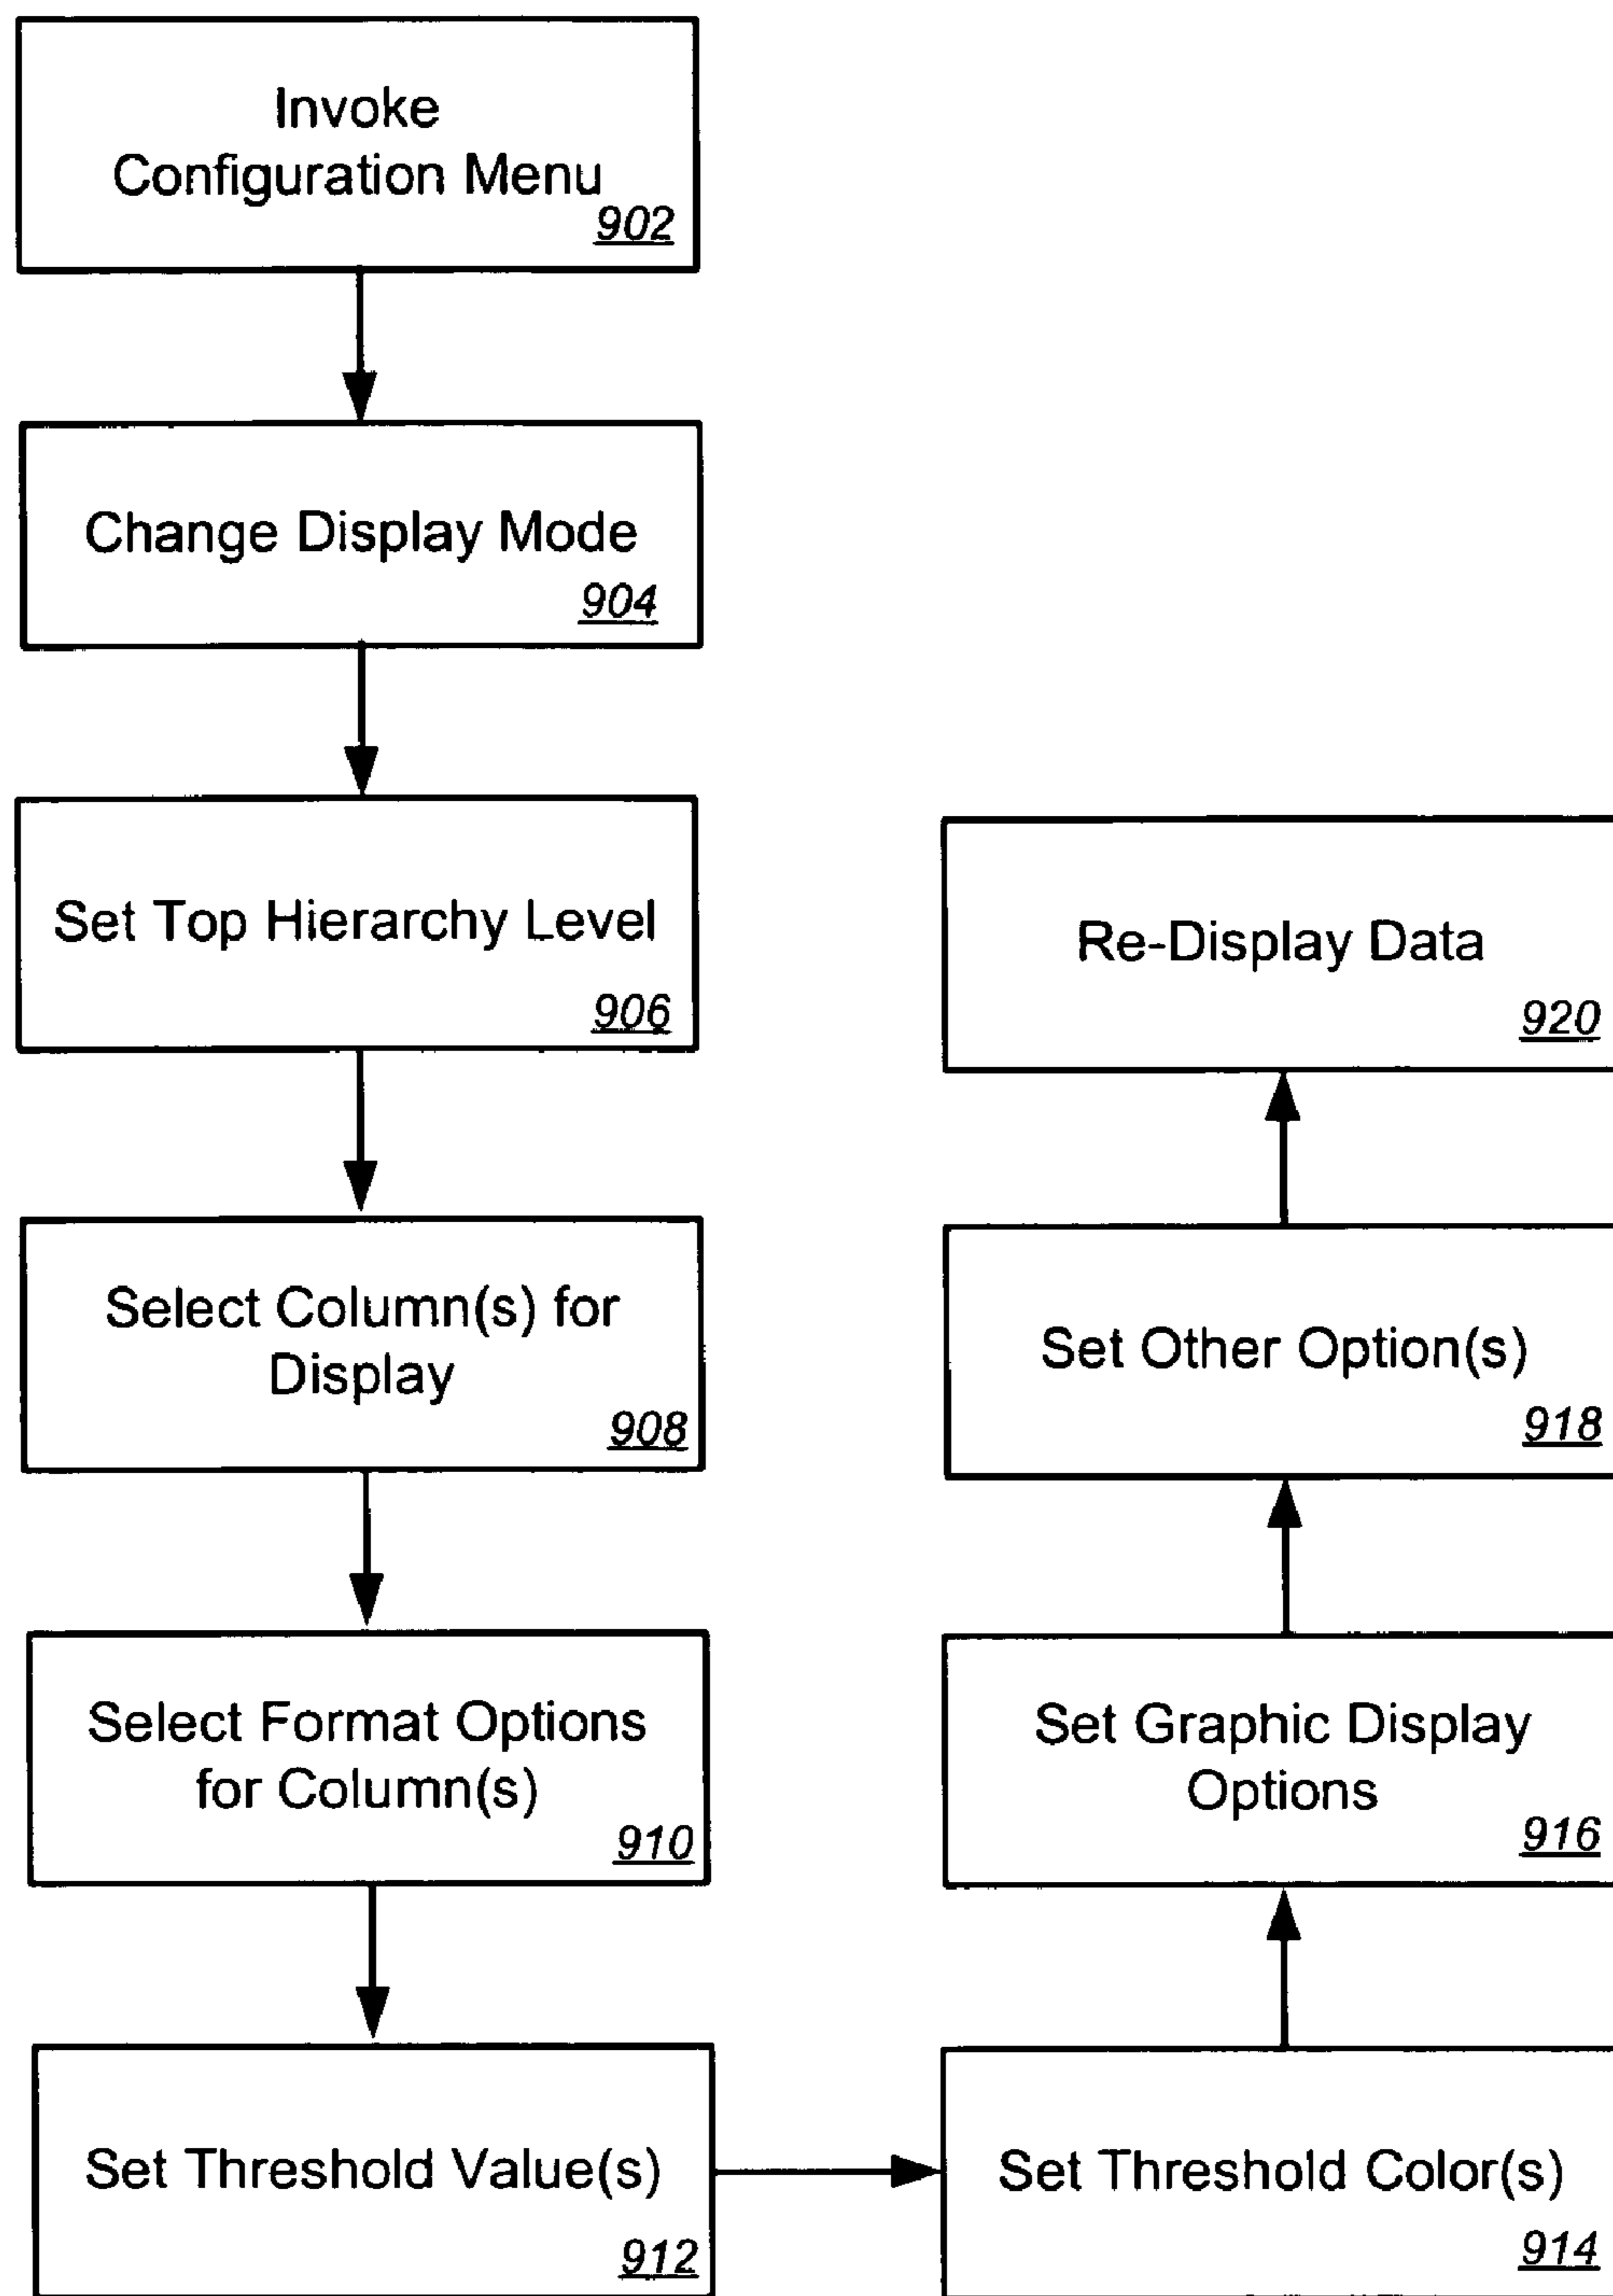 Invoke
Configuration Menu
902
Change Display Mode
904
Set Top Hierarchy Level
906
Select Column(s) for
Display
908
Select Format Options
for Column(s)
910
Set Threshold Value(s)
912
Set Threshold Color(s)
914
Set Graphic Display
Options
916
Set Other Option(s)
918
Re-Display Data
920